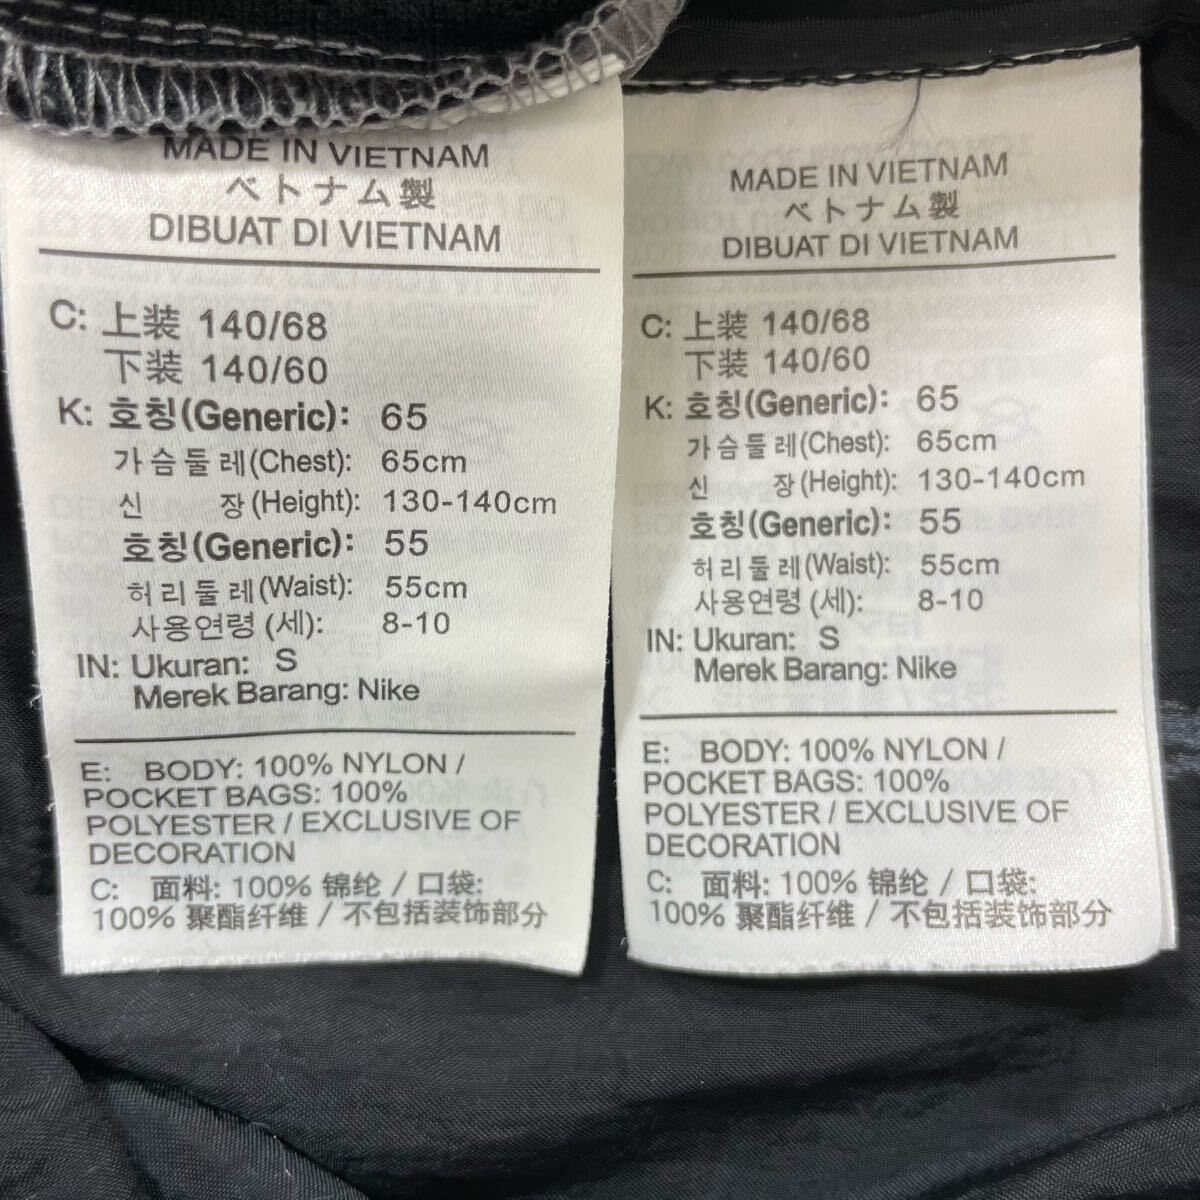 MADE IN VIETNAM
ベトナム製
DIBUAT DI VIETNAM
C: 上装 140/68
下装 140/60
K: 호칭(Generic): 65
가슴둘레(Chest): 65cm
신 장(Height): 130-140cm
호칭(Generic): 55
허리둘레(Waist): 55cm
사용연령 (세): 8-10
IN: Ukuran: S
Merek Barang: Nike
E: BODY: 100% NYLON /
POCKET BAGS: 100%
POLYESTER / EXCLUSIVE OF
DECORATION
C: 面料: 100% 锦纶 / 口袋:
100% 聚酯纤维 / 不包括装饰部分
MADE IN VIETNAM
ベトナム製
DIBUAT DI VIETNAM
C: 上装 140/68
下装 140/60
K: 호칭(Generic): 65
가슴둘레(Chest): 65cm
신 장(Height): 130-140cm
호칭(Generic): 55
허리둘레(Waist): 55cm
사용연령 (세): 8-10
IN: Ukuran: S
Merek Barang: Nike
E: BODY: 100% NYLON /
POCKET BAGS: 100%
POLYESTER / EXCLUSIVE OF
DECORATION
C: 面料: 100% 锦纶 / 口袋:
100% 聚酯纤维 / 不包括装饰部分